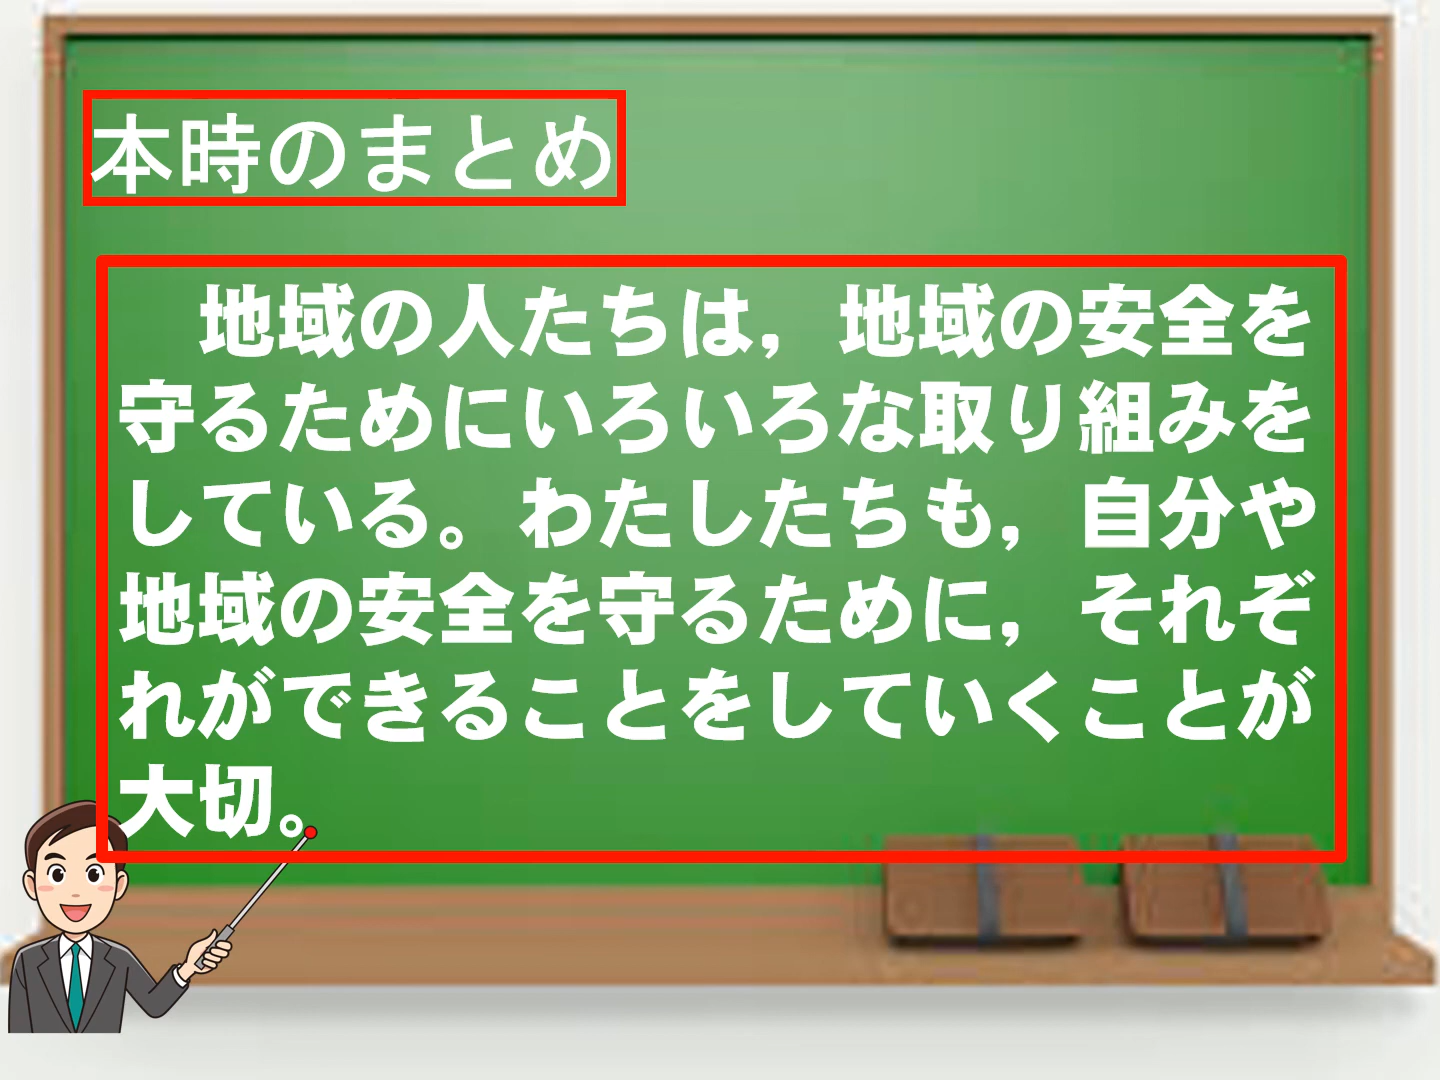 本時のまとめ
　地域の人たちは，地域の安全を
守るためにいろいろな取り組みを
している。わたしたちも，自分や
地域の安全を守るために，それぞ
れができることをしていくことが
大切。